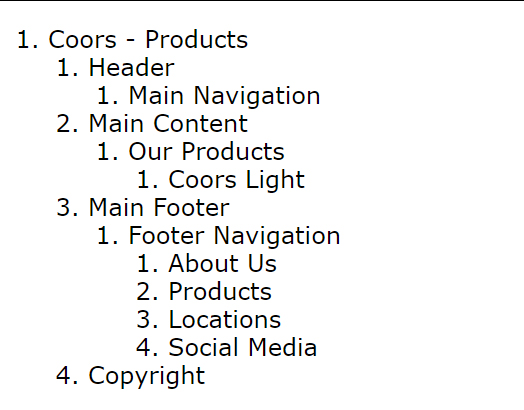 1. Coors - Products
1. Header
1. Main Navigation
2. Main Content
1. Our Products
1. Coors Light
3. Main Footer
1. Footer Navigation
1. About Us
2. Products
3. Locations
4. Social Media
4. Copyright